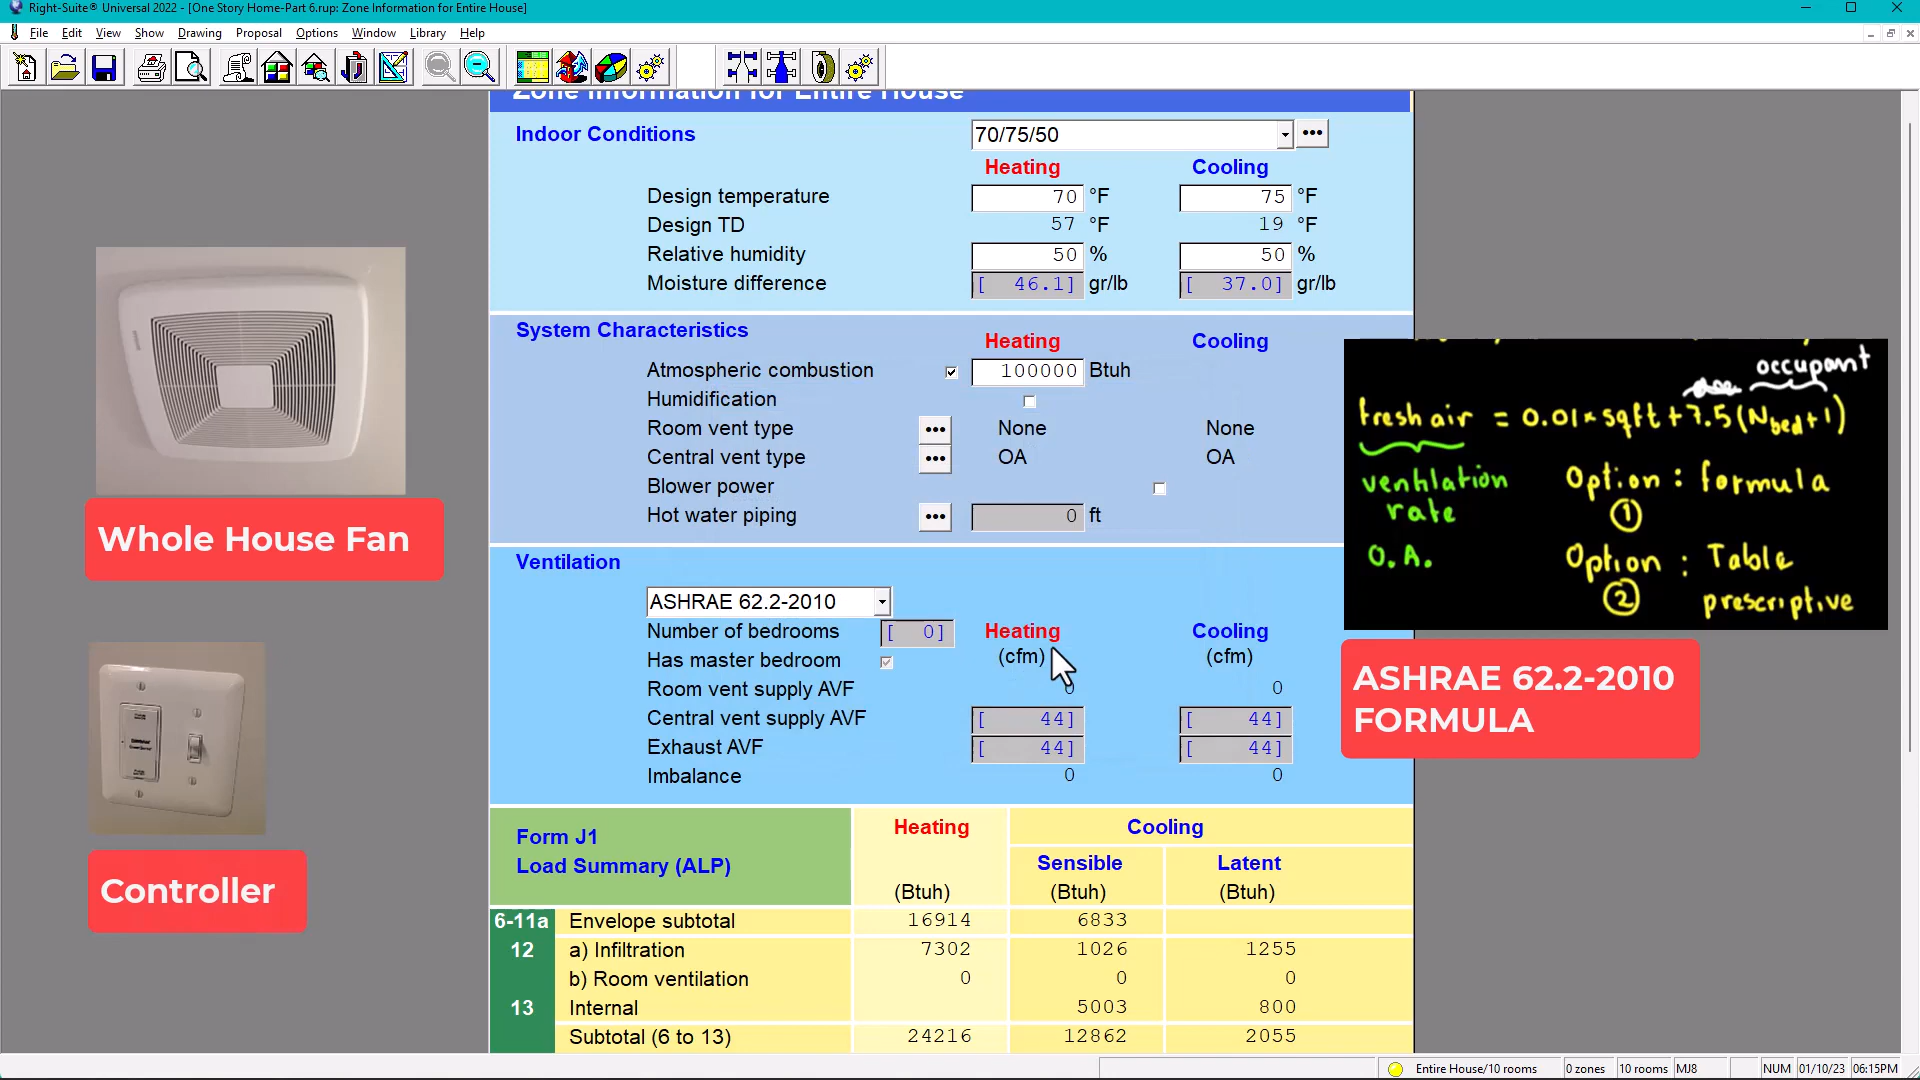 Right-Suite® Universal 2022 - [One Story Home-Part 6.rup: Zone Information for Entire House]
File Edit View Show Drawing Proposal Options Window Library Help
Zone Information for Entire House
Indoor Conditions 70/75/50
Heating Cooling
Design temperature 70 °F 75 °F
Design TD 57 °F 19 °F
Relative humidity 50 % 50 %
Moisture difference [ 46.1] gr/lb [ 37.0] gr/lb
System Characteristics Heating Cooling
Atmospheric combustion 100000 Btuh
Humidification
Room vent type None None
Central vent type OA OA
Blower power
Hot water piping 0 ft
Ventilation
ASHRAE 62.2-2010
Number of bedrooms [ 0] Heating Cooling
Has master bedroom (cfm) (cfm)
Room vent supply AVF 0 0
Central vent supply AVF [ 44] [ 44]
Exhaust AVF [ 44] [ 44]
Imbalance 0 0
Form J1 Heating Cooling
Load Summary (ALP) Sensible Latent
(Btuh) (Btuh) (Btuh)
6-11a Envelope subtotal 16914 6833
12 a) Infiltration 7302 1026 1255
b) Room ventilation 0 0 0
13 Internal 5003 800
Subtotal (6 to 13) 24216 12862 2055
Whole House Fan
Controller
occupant
fresh air = 0.01 * sqft + 7.5 (Nbed+1)
ventilation Option : formula
rate ①
O.A. Option : Table
② prescriptive
ASHRAE 62.2-2010
FORMULA
Entire House/10 rooms 0 zones 10 rooms MJ8 NUM 01/10/23 06:15PM